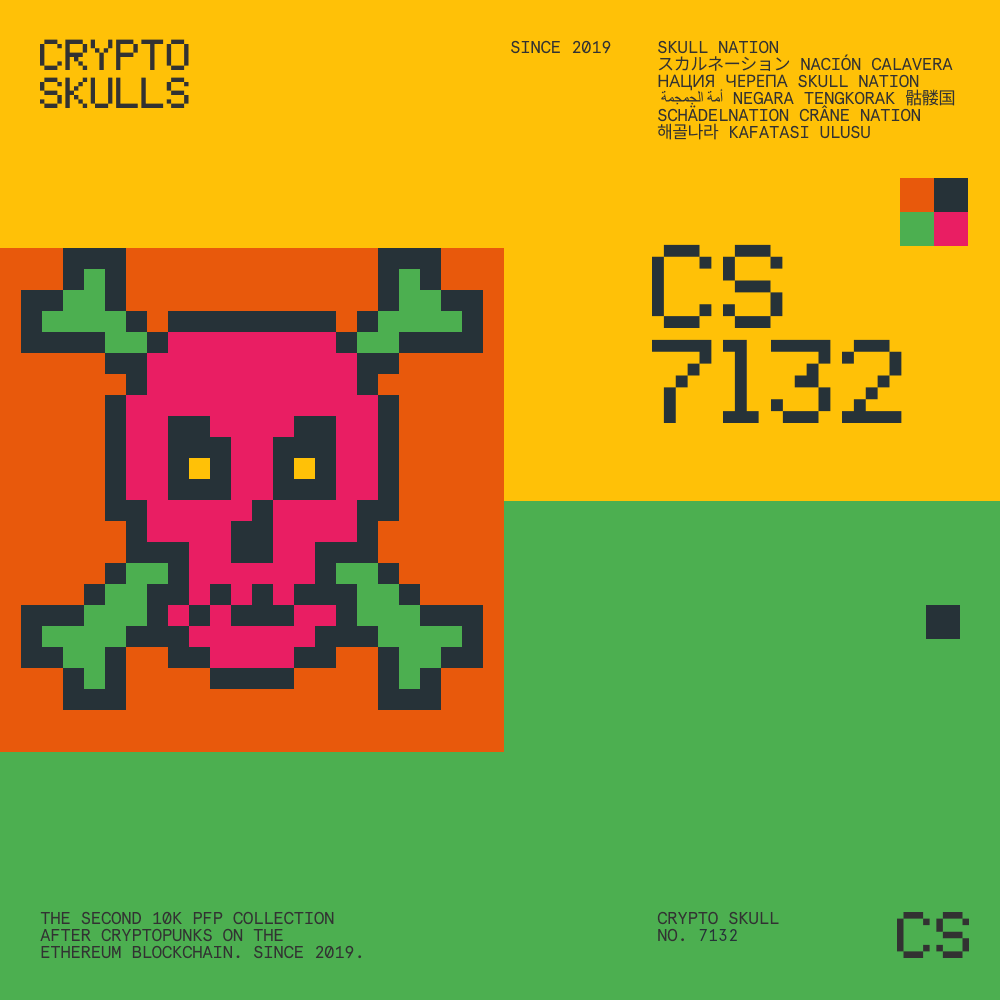 CRYPTO
SKULLS
SINCE 2019
SKULL NATION
スカルネーション NACIÓN CALAVERA
НАЦИЯ ЧЕРЕПА SKULL NATION
أمة الجمجمة NEGARA TENGKORAK 骷髅国
SCHÄDELNATION CRÂNE NATION
해골나라 KAFATASI ULUSU
CS
7132
THE SECOND 10K PFP COLLECTION
AFTER CRYPTOPUNKS ON THE
ETHEREUM BLOCKCHAIN. SINCE 2019.
CRYPTO SKULL
NO. 7132
CS